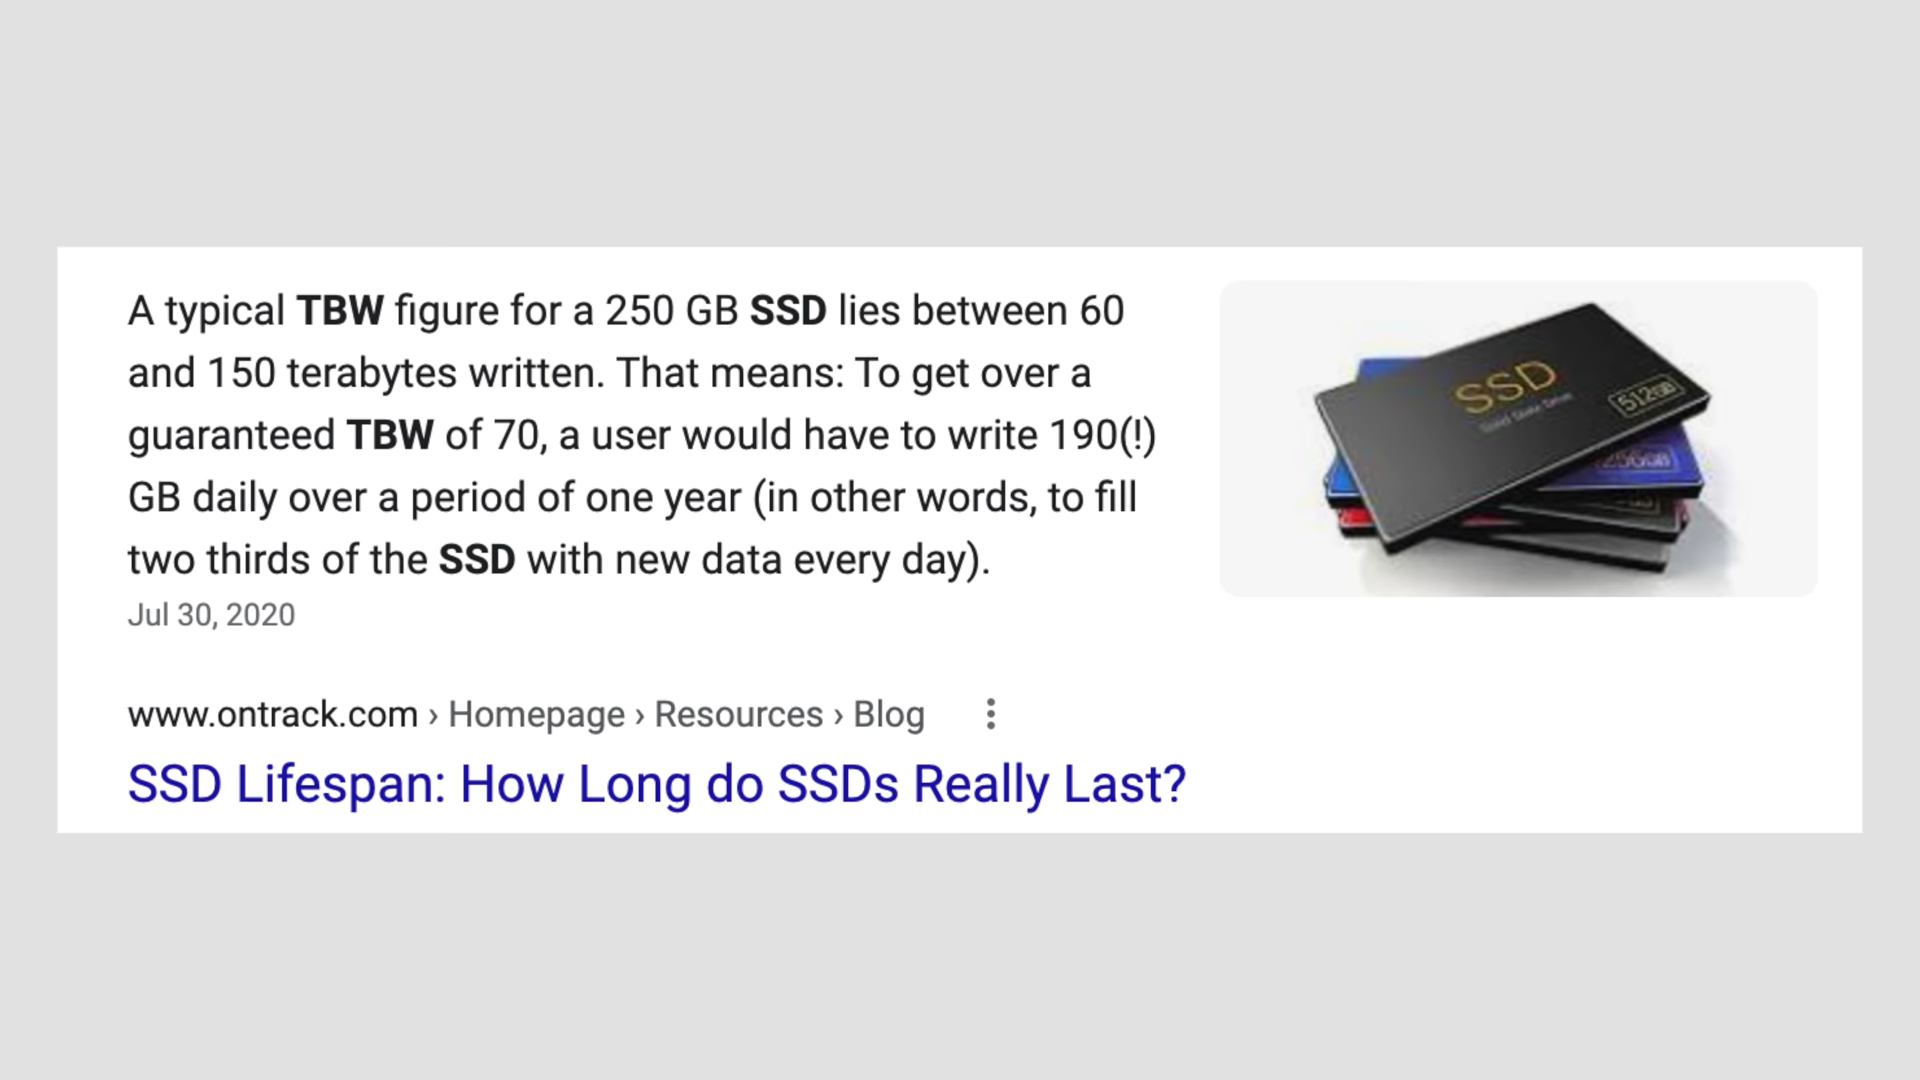 A typical TBW figure for a 250 GB SSD lies between 60
and 150 terabytes written. That means: To get over a
guaranteed TBW of 70, a user would have to write 190(!)
GB daily over a period of one year (in other words, to fill
two thirds of the SSD with new data every day).
Jul 30, 2020
www.ontrack.com › Homepage › Resources › Blog
SSD Lifespan: How Long do SSDs Really Last?
SSD
Solid State Drive
512GB
256GB